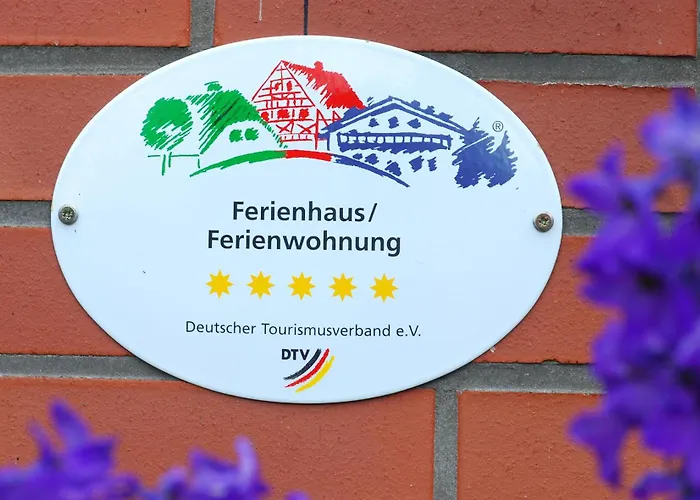 ®
Ferienhaus/
Ferienwohnung
Deutscher Tourismusverband e.V.
DTV